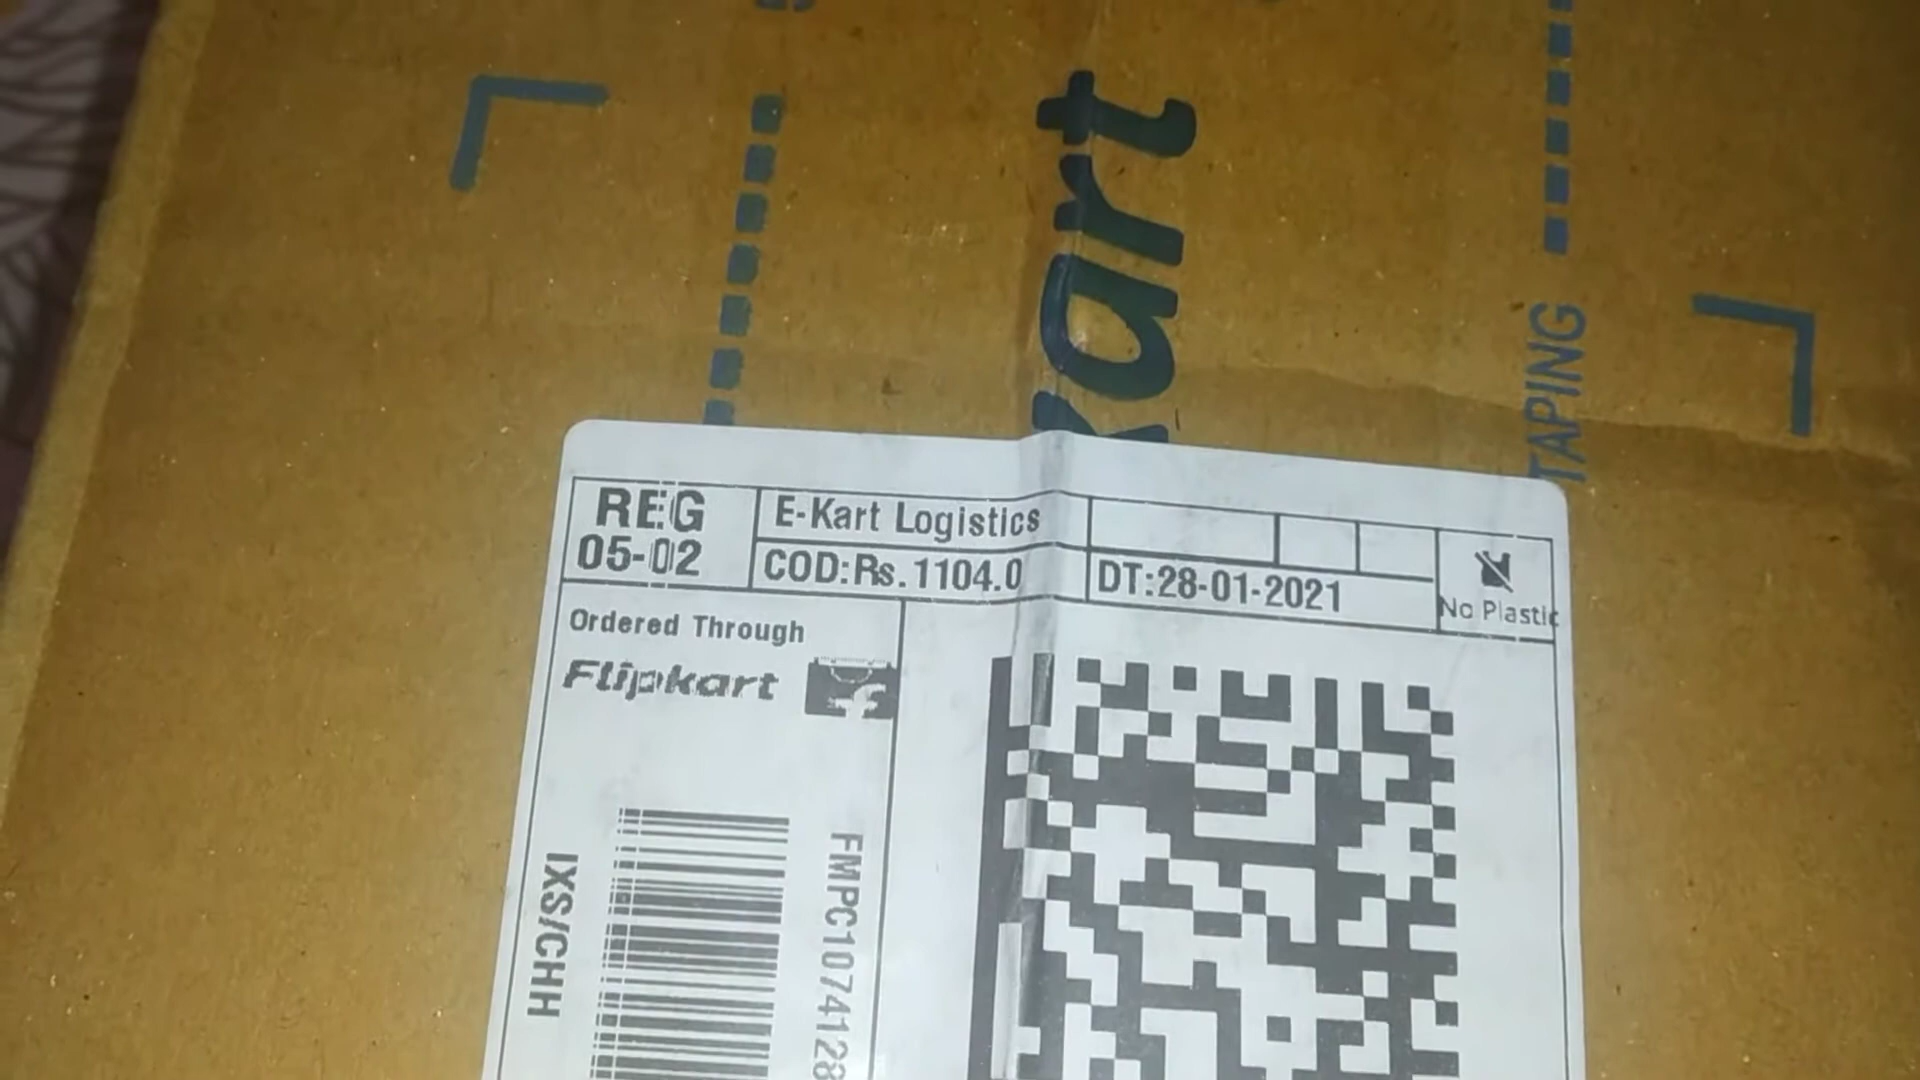 kart
TAPING
REG
05-02
E-Kart Logistics
COD:Rs.1104.0
DT:28-01-2021
No Plastic
Ordered Through
Flipkart
FMPC1074128
IXS/CHH